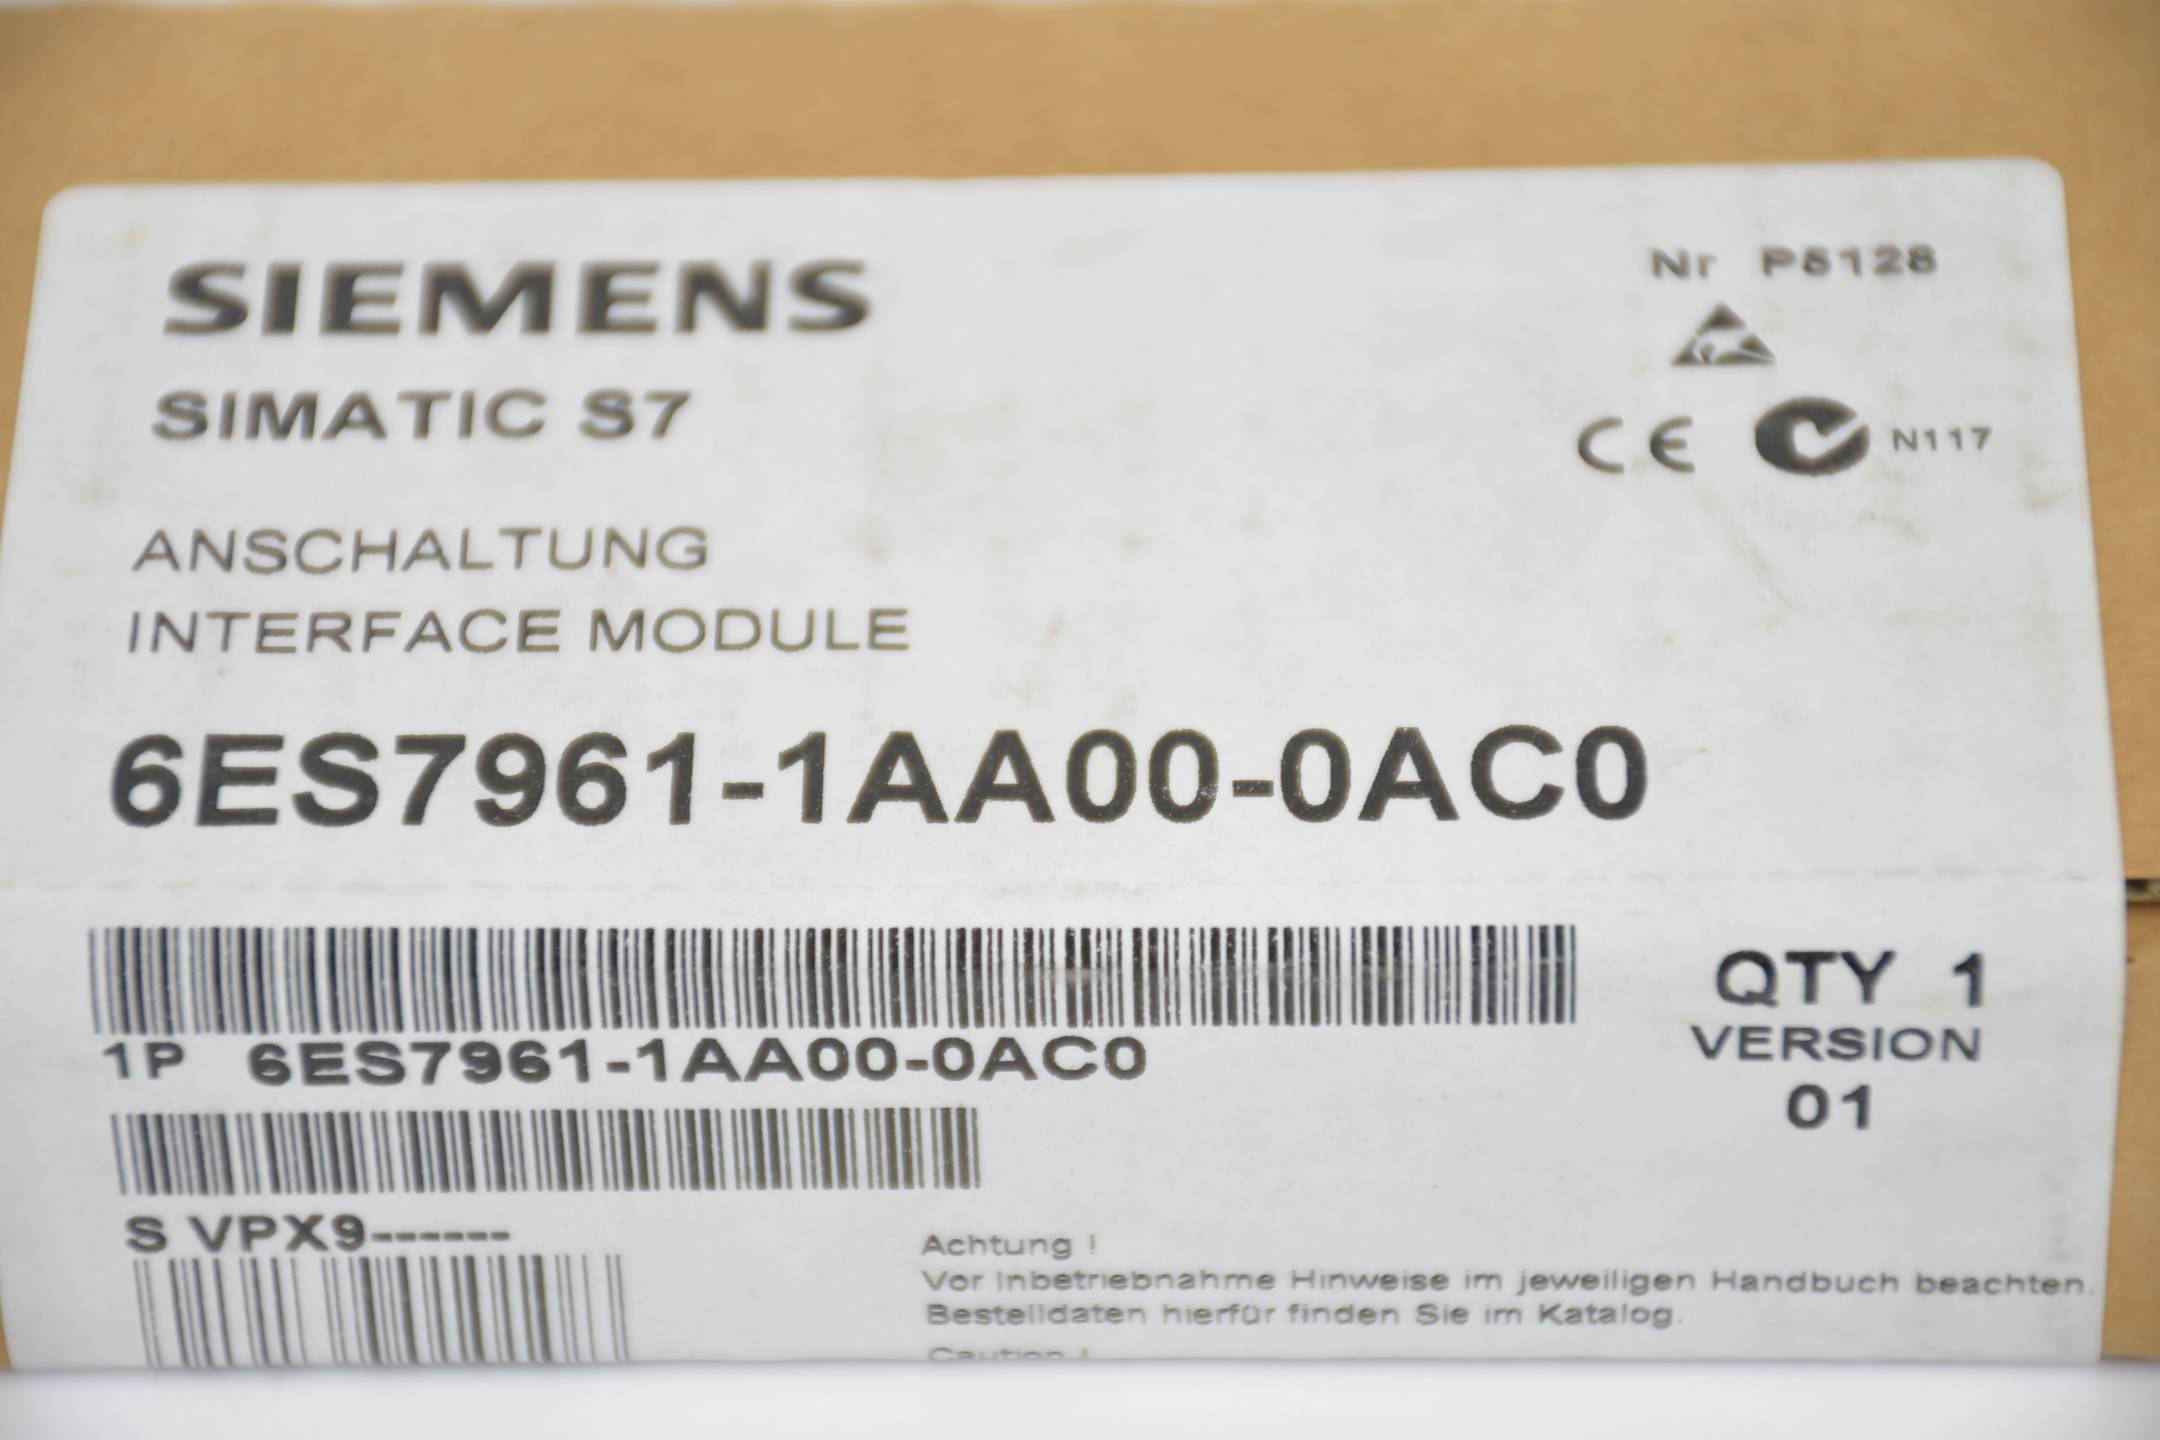 SIEMENS
Nr P5128
SIMATIC S7
CE N117
ANSCHALTUNG
INTERFACE MODULE
6ES7961-1AA00-0AC0
QTY 1
VERSION
01
1P 6ES7961-1AA00-0AC0
S VPX9------
Achtung !
Vor Inbetriebnahme Hinweise im jeweiligen Handbuch beachten.
Bestelldaten hierfür finden Sie im Katalog.
Caution !